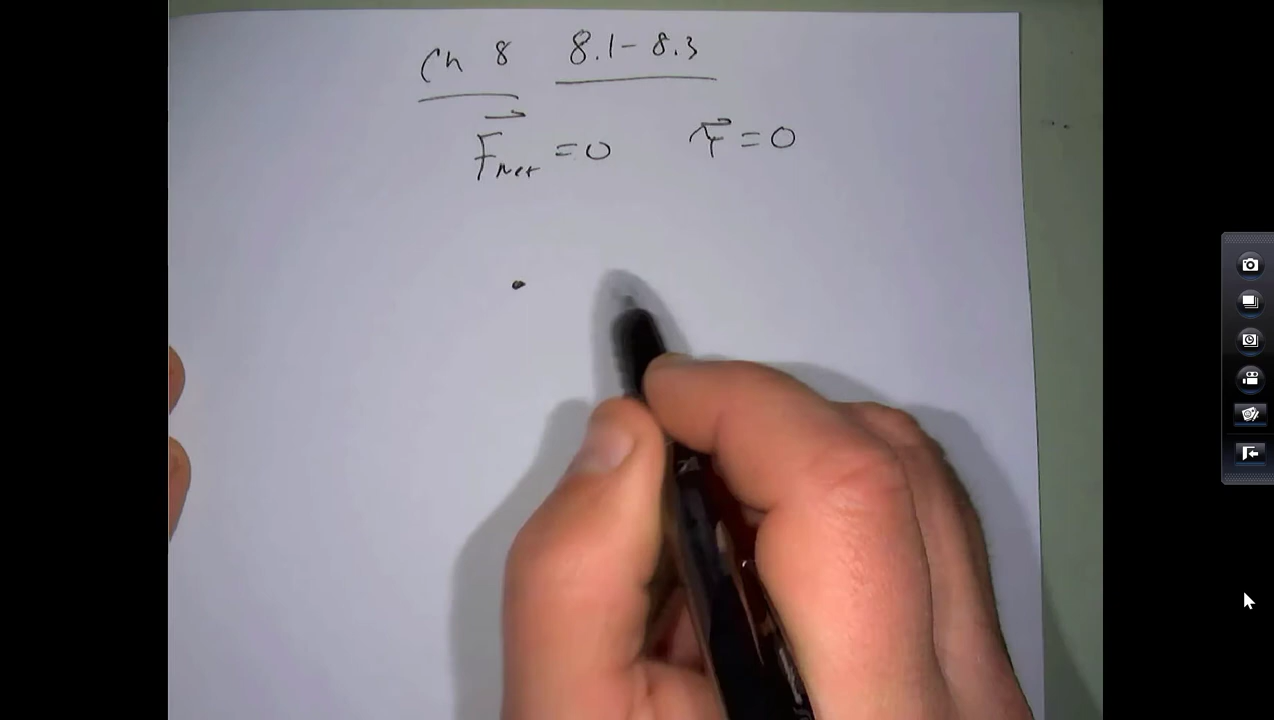 Ch 8 8.1-8.3
F⃗net = 0 τ⃗ = 0